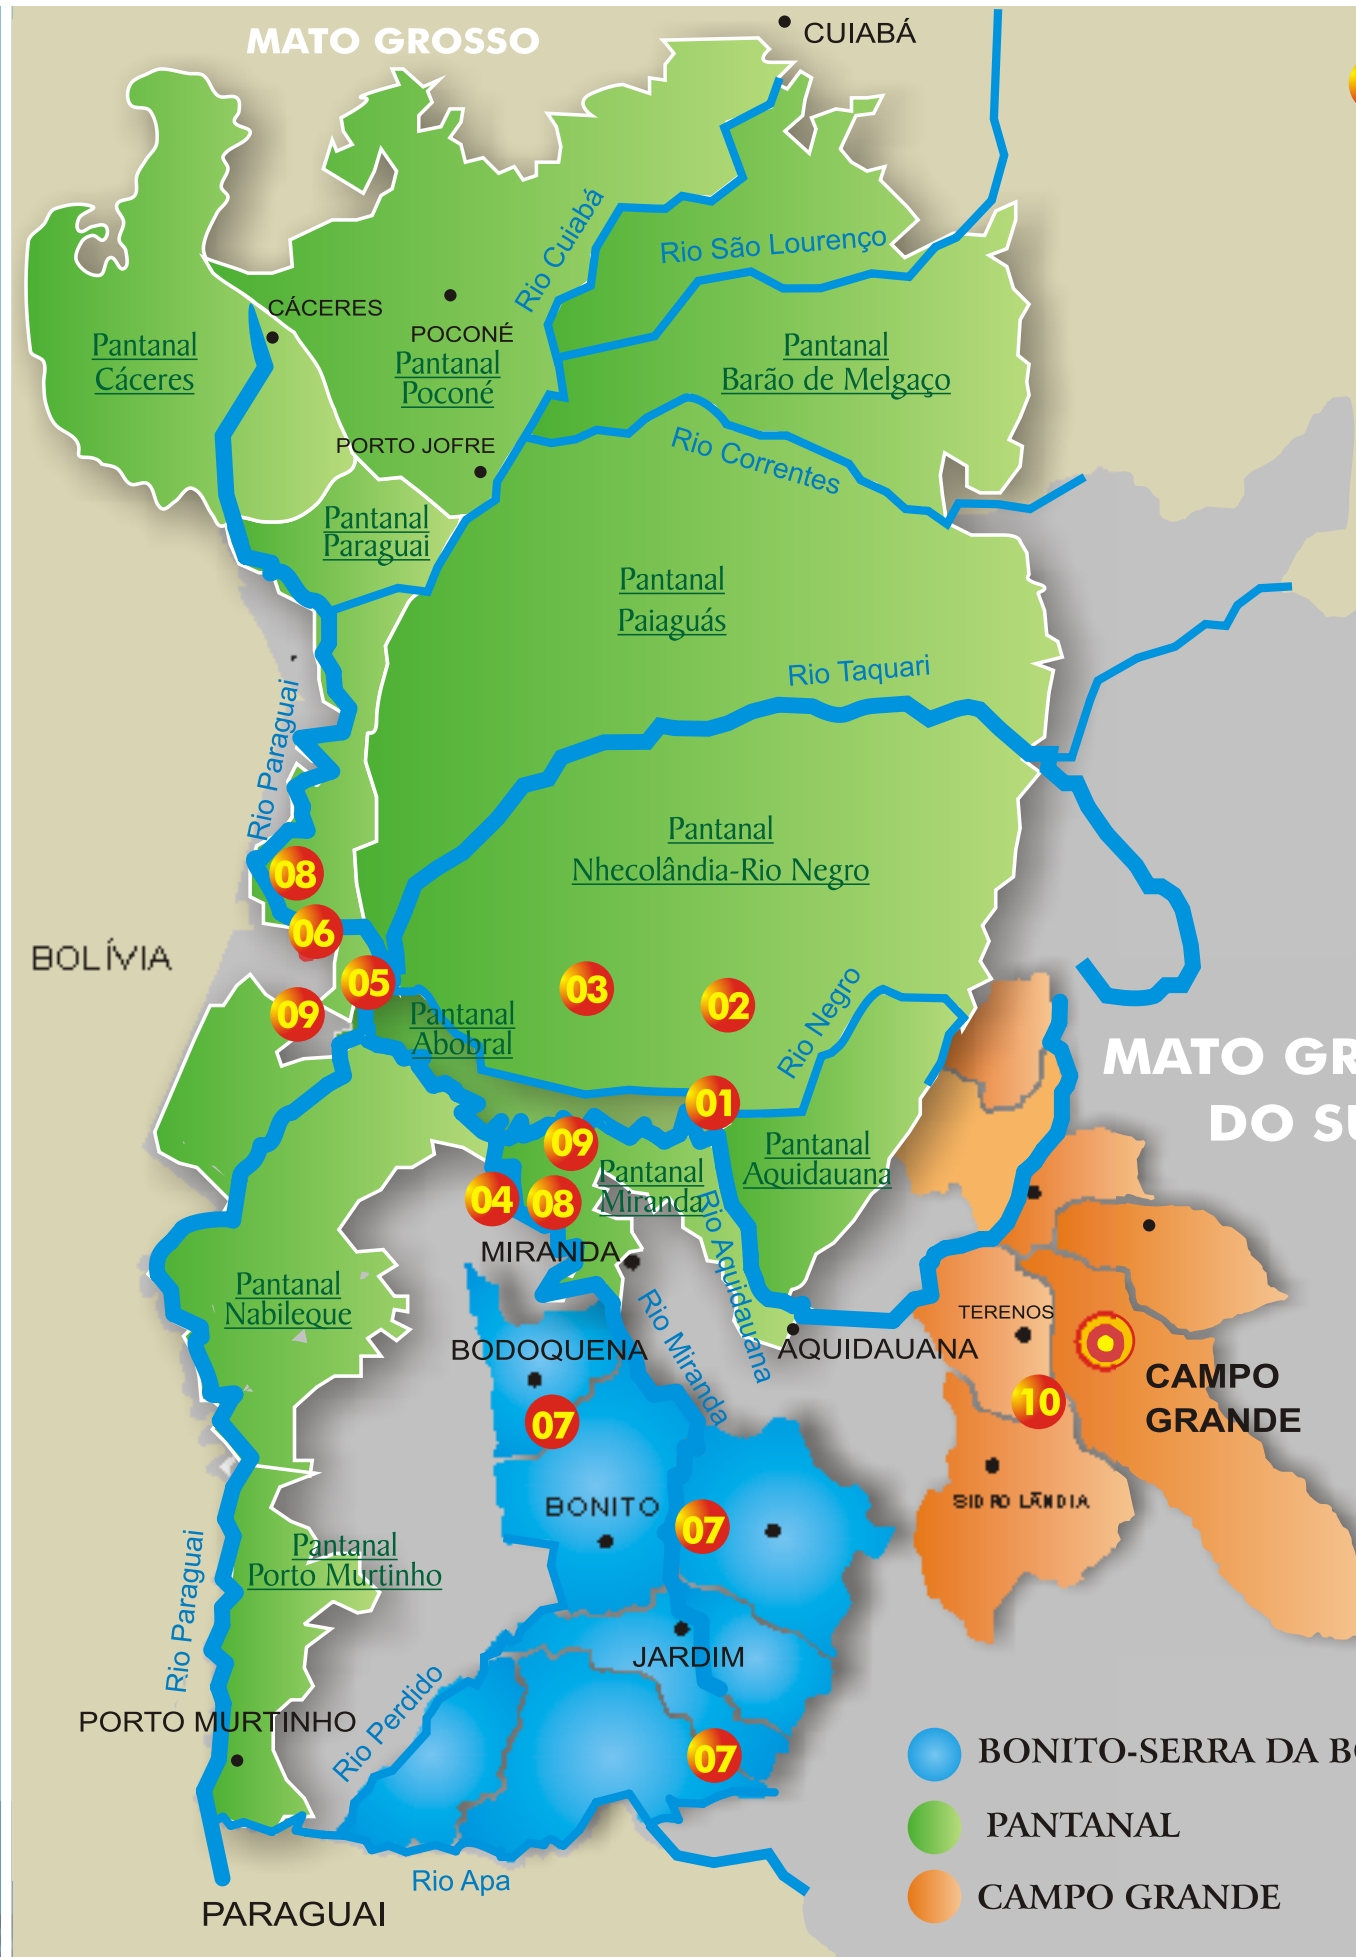 MATO GROSSO
CUIABÁ
Rio Cuiabá
Rio São Lourenço
CÁCERES
POCONÉ
Pantanal
Cáceres
Pantanal
Poconé
Pantanal
Barão de Melgaço
PORTO JOFRE
Rio Correntes
Pantanal
Paraguai
Pantanal
Paiaguás
Rio Taquari
Rio Paraguai
Pantanal
Nhecolândia-Rio Negro
08
06
BOLÍVIA
05
03
02
09
Pantanal
Abobral
Rio Negro
MATO GR
DO SU
01
09
Pantanal
Aquidauana
Pantanal
Miranda
04
08
MIRANDA
Rio Aquidauana
Pantanal
Nabileque
Rio Miranda
TERENOS
BODOQUENA
AQUIDAUANA
CAMPO
GRANDE
10
07
SIDROLÃNDIA
BONITO
07
Pantanal
Porto Murtinho
Rio Paraguai
JARDIM
Rio Perdido
PORTO MURTINHO
07
BONITO-SERRA DA BO
PANTANAL
Rio Apa
CAMPO GRANDE
PARAGUAI